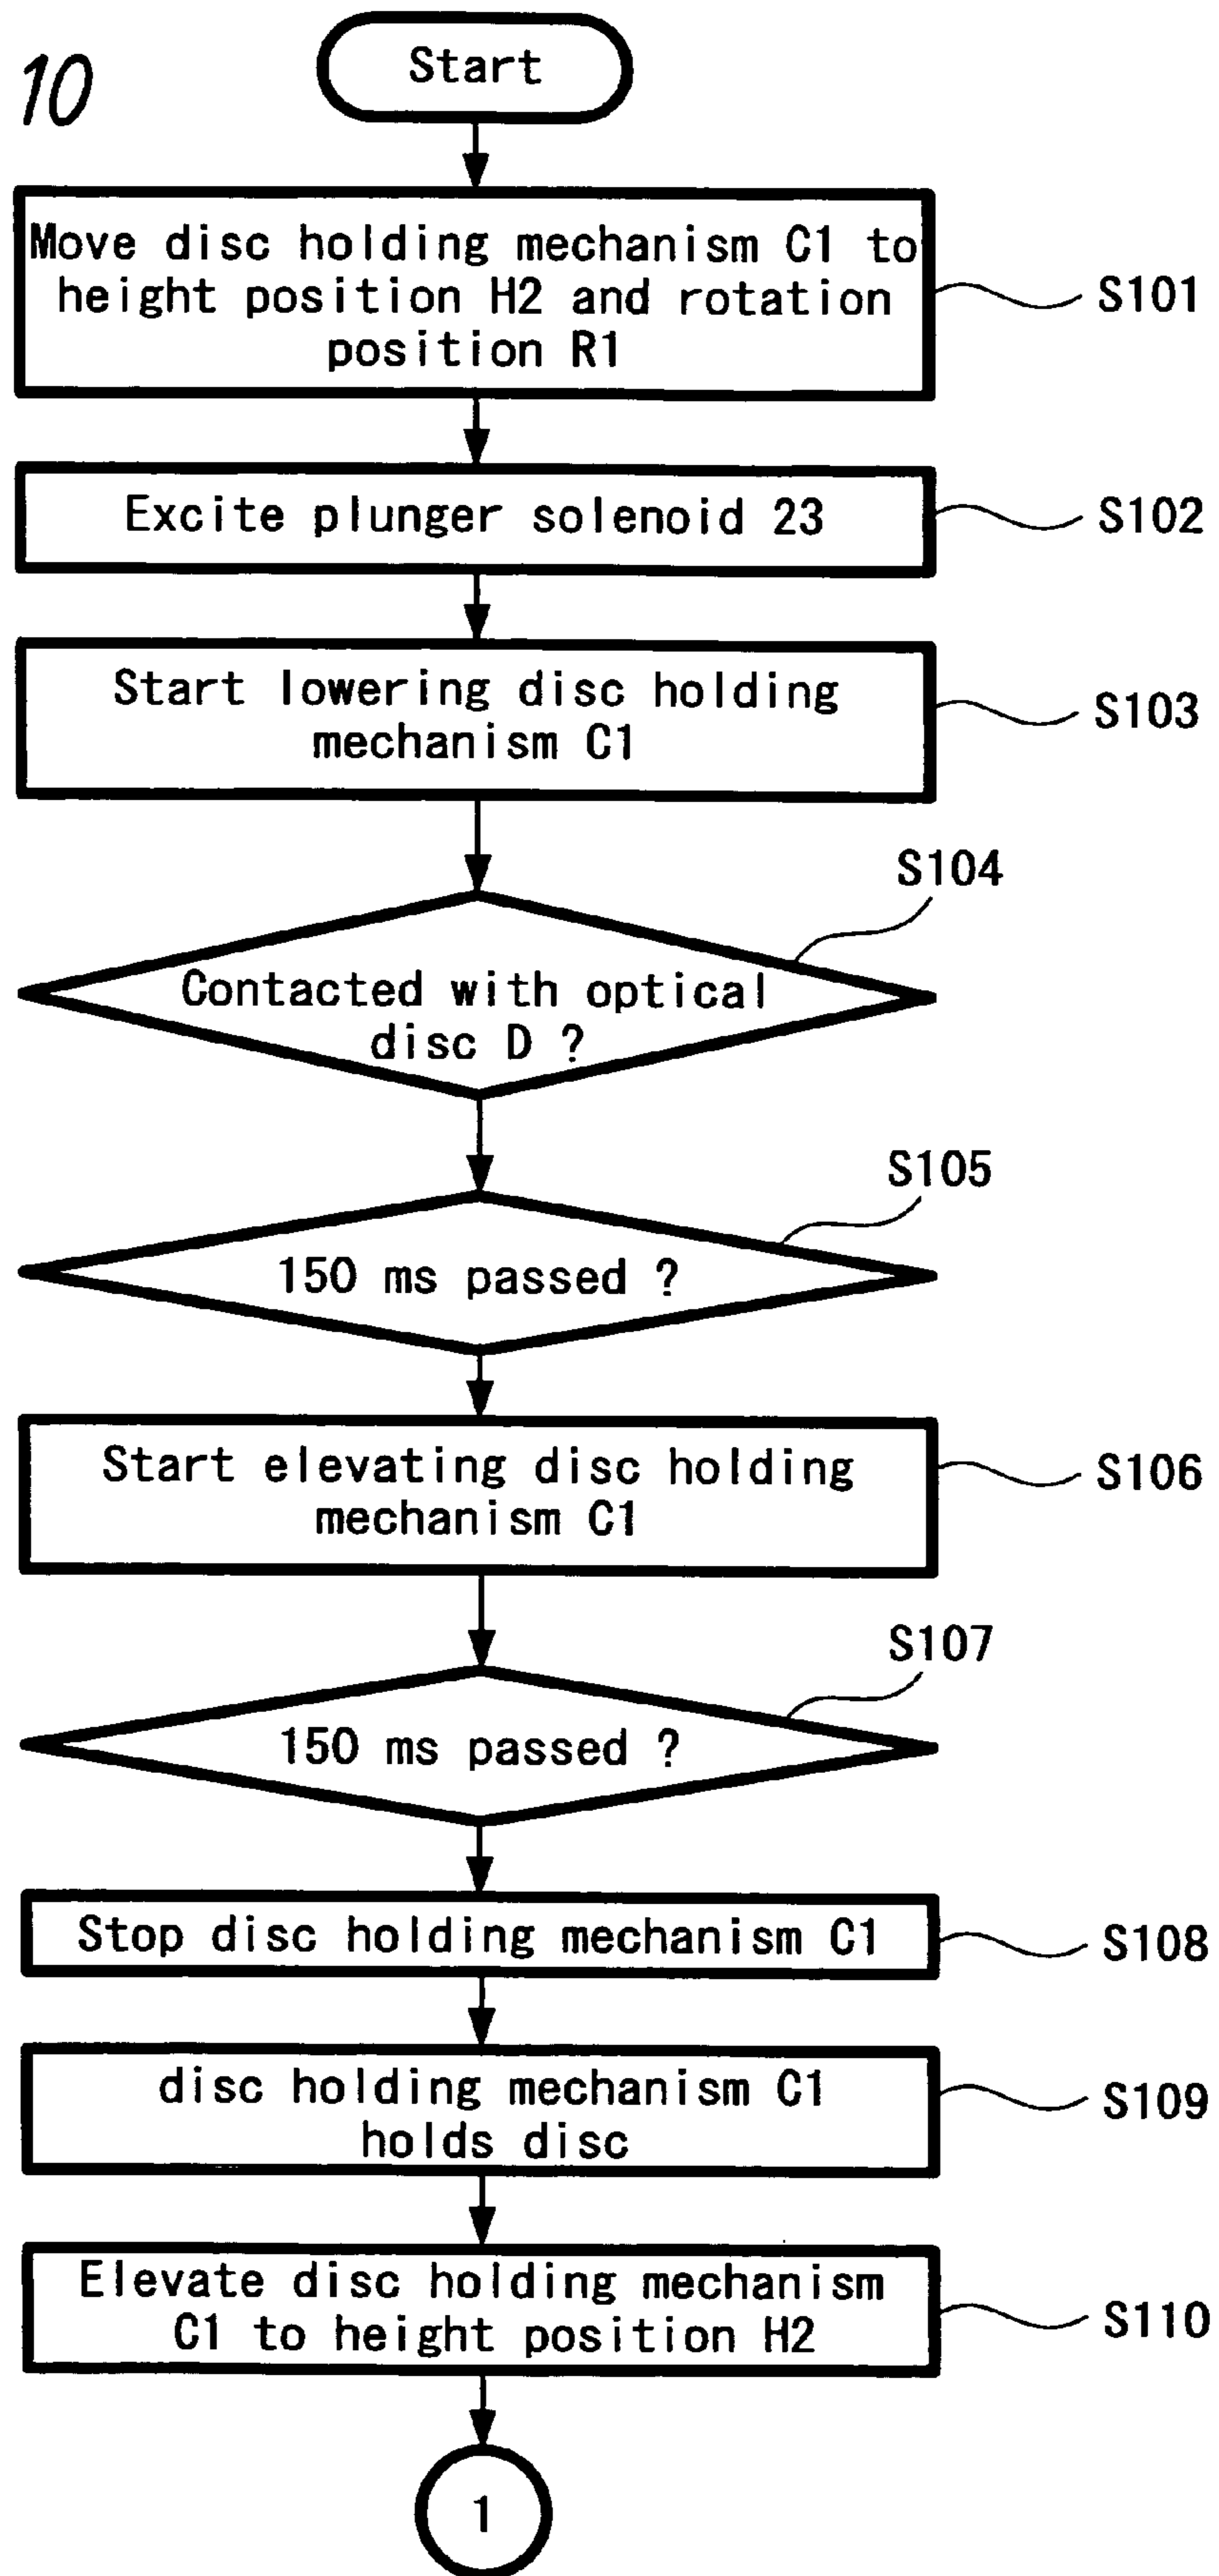 10
Start
Move disc holding mechanism C1 to
height position H2 and rotation
position R1
S101
Excite plunger solenoid 23
S102
Start lowering disc holding
mechanism C1
S103
S104
Contacted with optical
disc D ?
S105
150 ms passed ?
Start elevating disc holding
mechanism C1
S106
S107
150 ms passed ?
Stop disc holding mechanism C1
S108
disc holding mechanism C1
holds disc
S109
Elevate disc holding mechanism
C1 to height position H2
S110
1